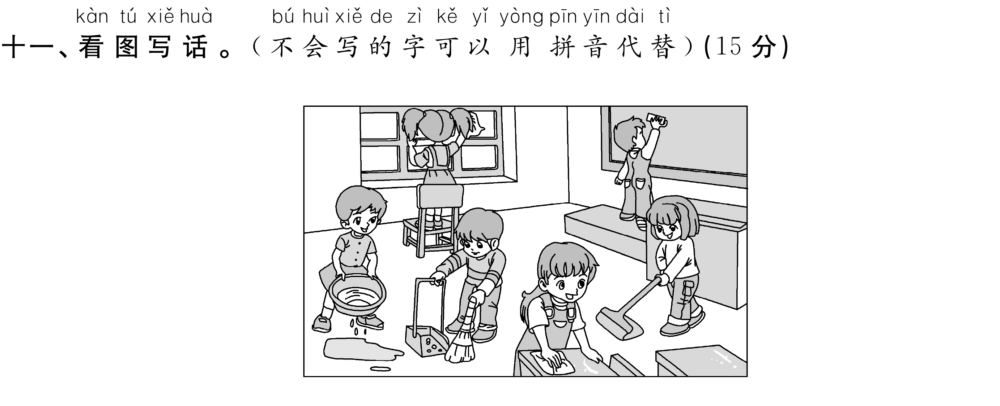 kàn tú xiě huà bú huì xiě de zì kě yǐ yòng pīn yīn dài tì
十一、看图写话。（不会写的字可以用拼音代替）(15分)